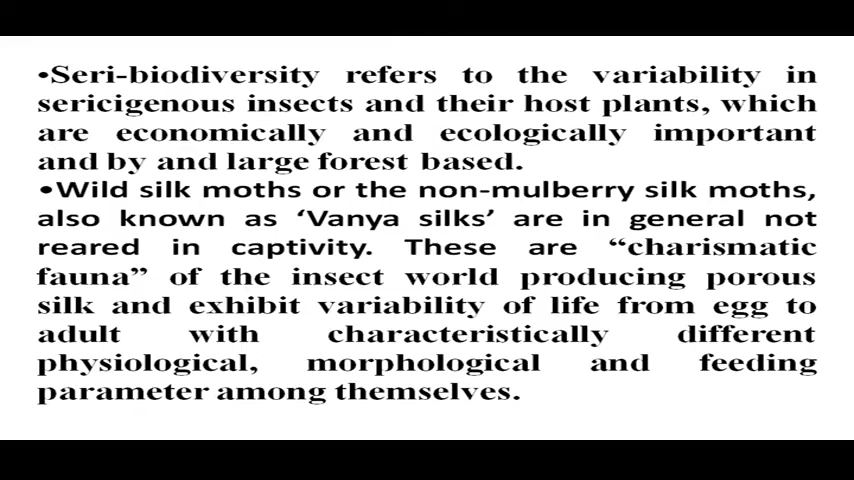 •Seri-biodiversity refers to the variability in
sericigenous insects and their host plants, which
are economically and ecologically important
and by and large forest based.
•Wild silk moths or the non-mulberry silk moths,
also known as ‘Vanya silks’ are in general not
reared in captivity. These are “charismatic
fauna” of the insect world producing porous
silk and exhibit variability of life from egg to
adult with characteristically different
physiological, morphological and feeding
parameter among themselves.